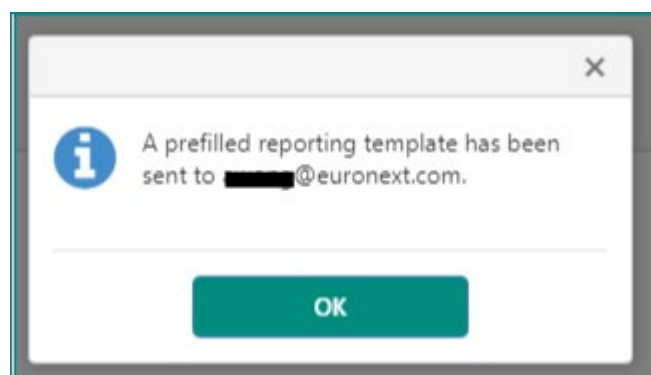 A prefilled reporting template has been
sent to @euronext.com.
OK